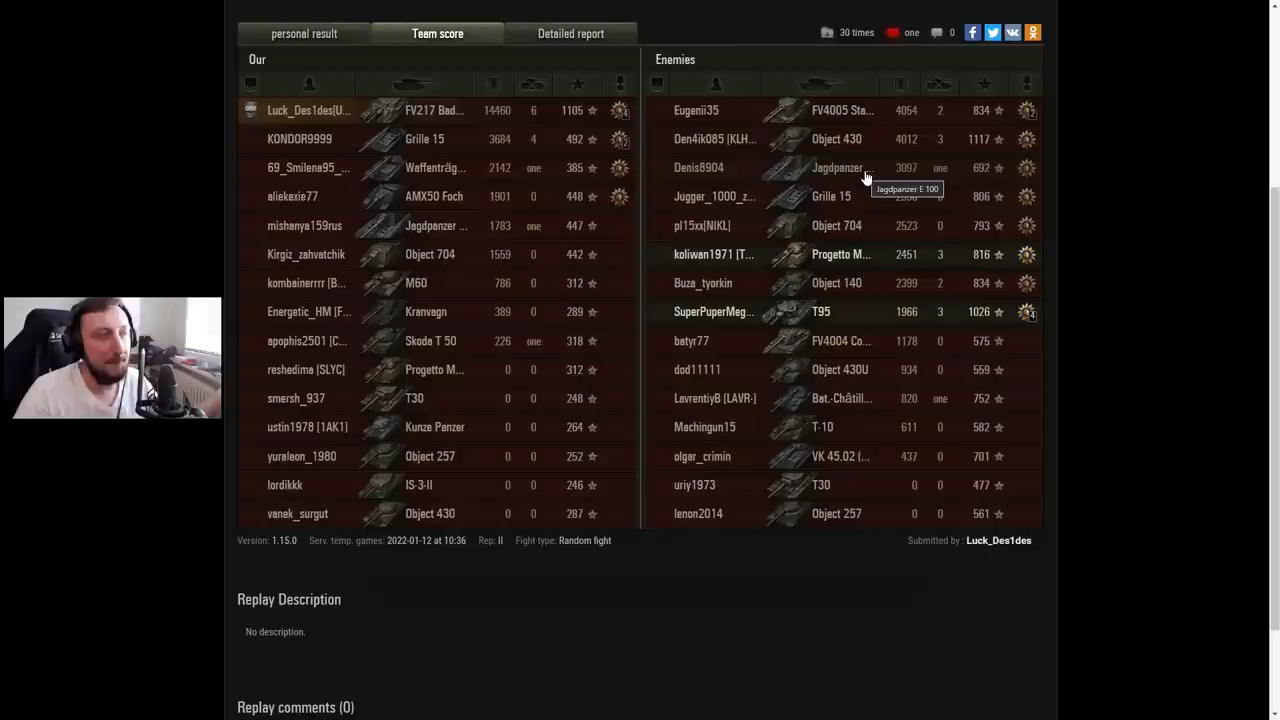 personal result Team score Detailed report 30 times one 0
Our Enemies
Luck_Des1des[U... FV217 Bad... 14460 6 1105 4 Eugenii35 FV4005 Sta... 4054 2 834 2
KONDOR9999 Grille 15 3684 4 492 2 Den4ik085 [KLH... Object 430 4012 3 1117
69_Smilena95_... Waffenträg... 2142 one 385 Denis8904 Jagdpanzer ... 3097 one 692
Jagdpanzer E 100
aliekexie77 AMX50 Foch 1901 0 448 Jugger_1000_z... Grille 15 806
mishanya159rus Jagdpanzer ... 1783 one 447 pl15xx[NIKL] Object 704 2523 0 793
Kirgiz_zahvatchik Object 704 1559 0 442 koliwan1971 [T... Progetto M... 2451 3 816
kombainerrrr [B... M60 786 0 312 Buza_tyorkin Object 140 2399 2 834
Energetic_HM [F... Kranvagn 389 0 289 SuperPuperMeg... T95 1966 3 1026 4
apophis2501 [C... Skoda T 50 226 one 318 batyr77 FV4004 Co... 1178 0 575
reshedima [SLYC] Progetto M... 0 0 312 dod11111 Object 430U 934 0 559
smersh_937 T30 0 0 248 LavrentiyB [LAVR-] Bat.-Châtill... 820 one 752
ustin1978 [1AK1] Kunze Panzer 0 0 264 Machingun15 T-10 611 0 582
yuraleon_1980 Object 257 0 0 252 olgar_crimin VK 45.02 (... 437 0 701
lordikkk IS-3-II 0 0 246 uriy1973 T30 0 0 477
vanek_surgut Object 430 0 0 287 lenon2014 Object 257 0 0 561
Version: 1.15.0 Serv. temp. games: 2022-01-12 at 10:36 Rep: II Fight type: Random fight Submitted by : Luck_Des1des
Replay Description
No description.
Replay comments (0)